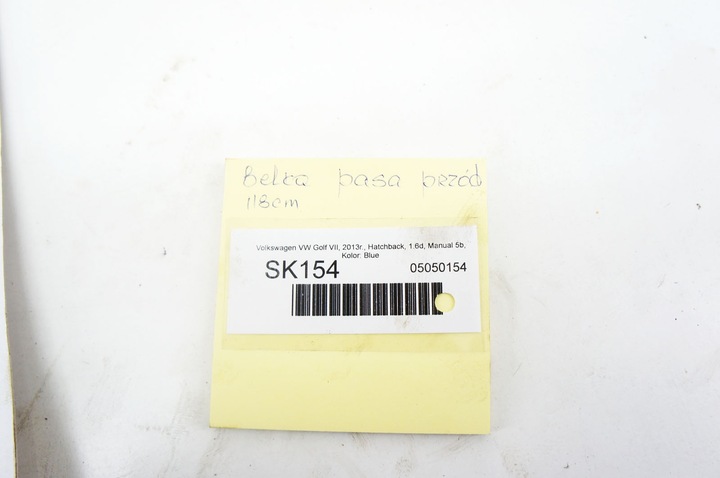 Belka pasa przód
118cm
Volkswagen VW Golf VII, 2013r., Hatchback, 1.6d, Manual 5b,
Kolor: Blue
SK154 05050154